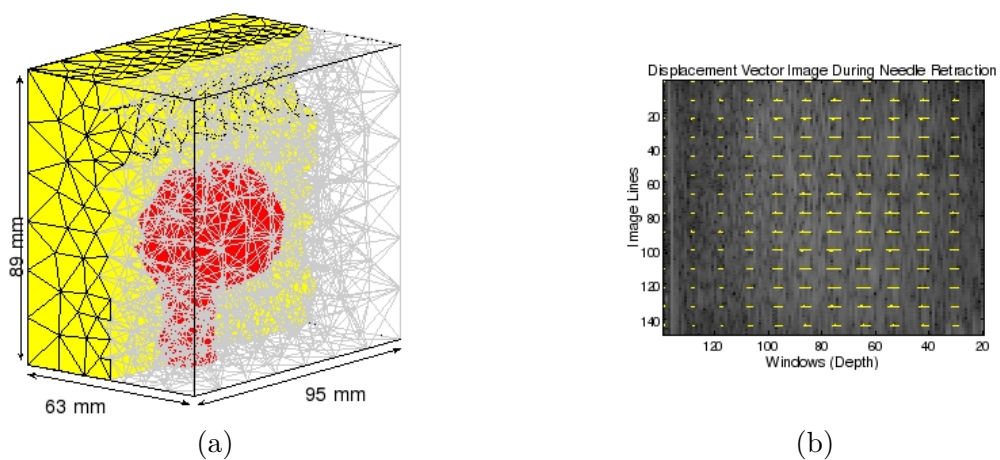 89 mm
63 mm
95 mm
(a)
Displacement Vector Image During Needle Retraction
Image Lines
20
40
60
80
100
120
140
120 100 80 60 40 20
Windows (Depth)
(b)